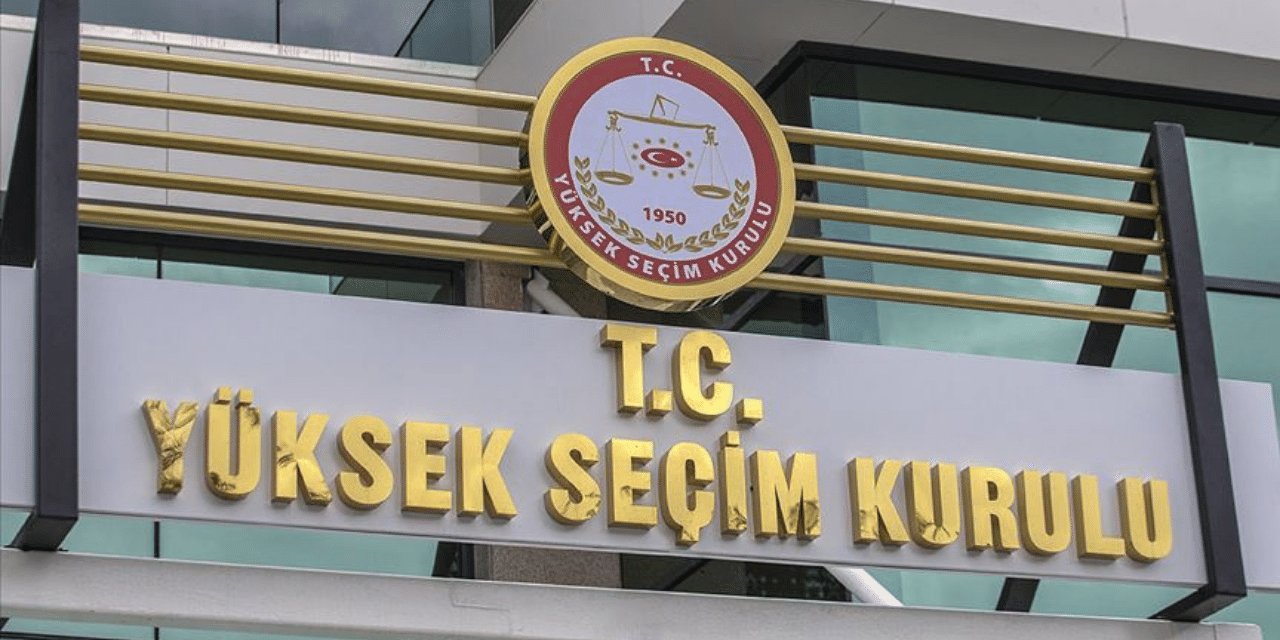 T.C.
1950
YÜKSEK SEÇİM KURULU
T.C.
YÜKSEK SEÇİM KURULU